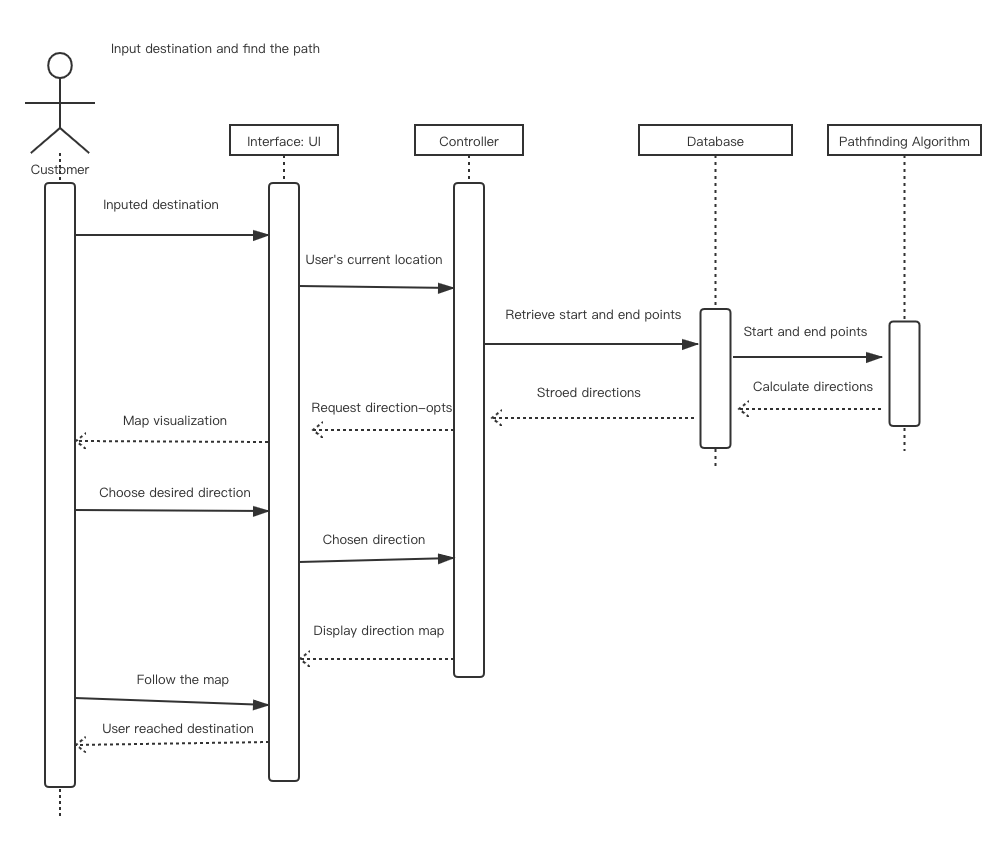 Input destination and find the path
Interface: UI
Controller
Database
Pathfinding Algorithm
Customer
Inputed destination
User's current location
Retrieve start and end points
Start and end points
Calculate directions
Stroed directions
Request direction-opts
Map visualization
Choose desired direction
Chosen direction
Display direction map
Follow the map
User reached destination